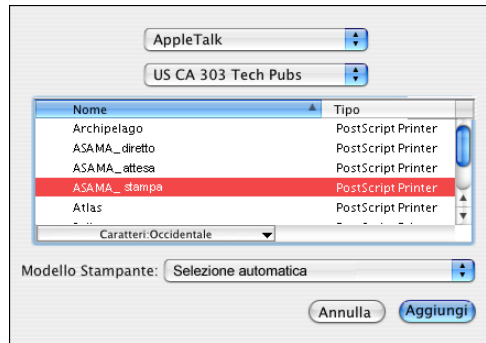 AppleTalk
US CA 303 Tech Pubs
Nome Tipo
Archipelago PostScript Printer
ASAMA_diretto PostScript Printer
ASAMA_attesa PostScript Printer
ASAMA_ stampa PostScript Printer
Atlas PostScript Printer
Caratteri:Occidentale
Modello Stampante: Selezione automatica
Annulla Aggiungi